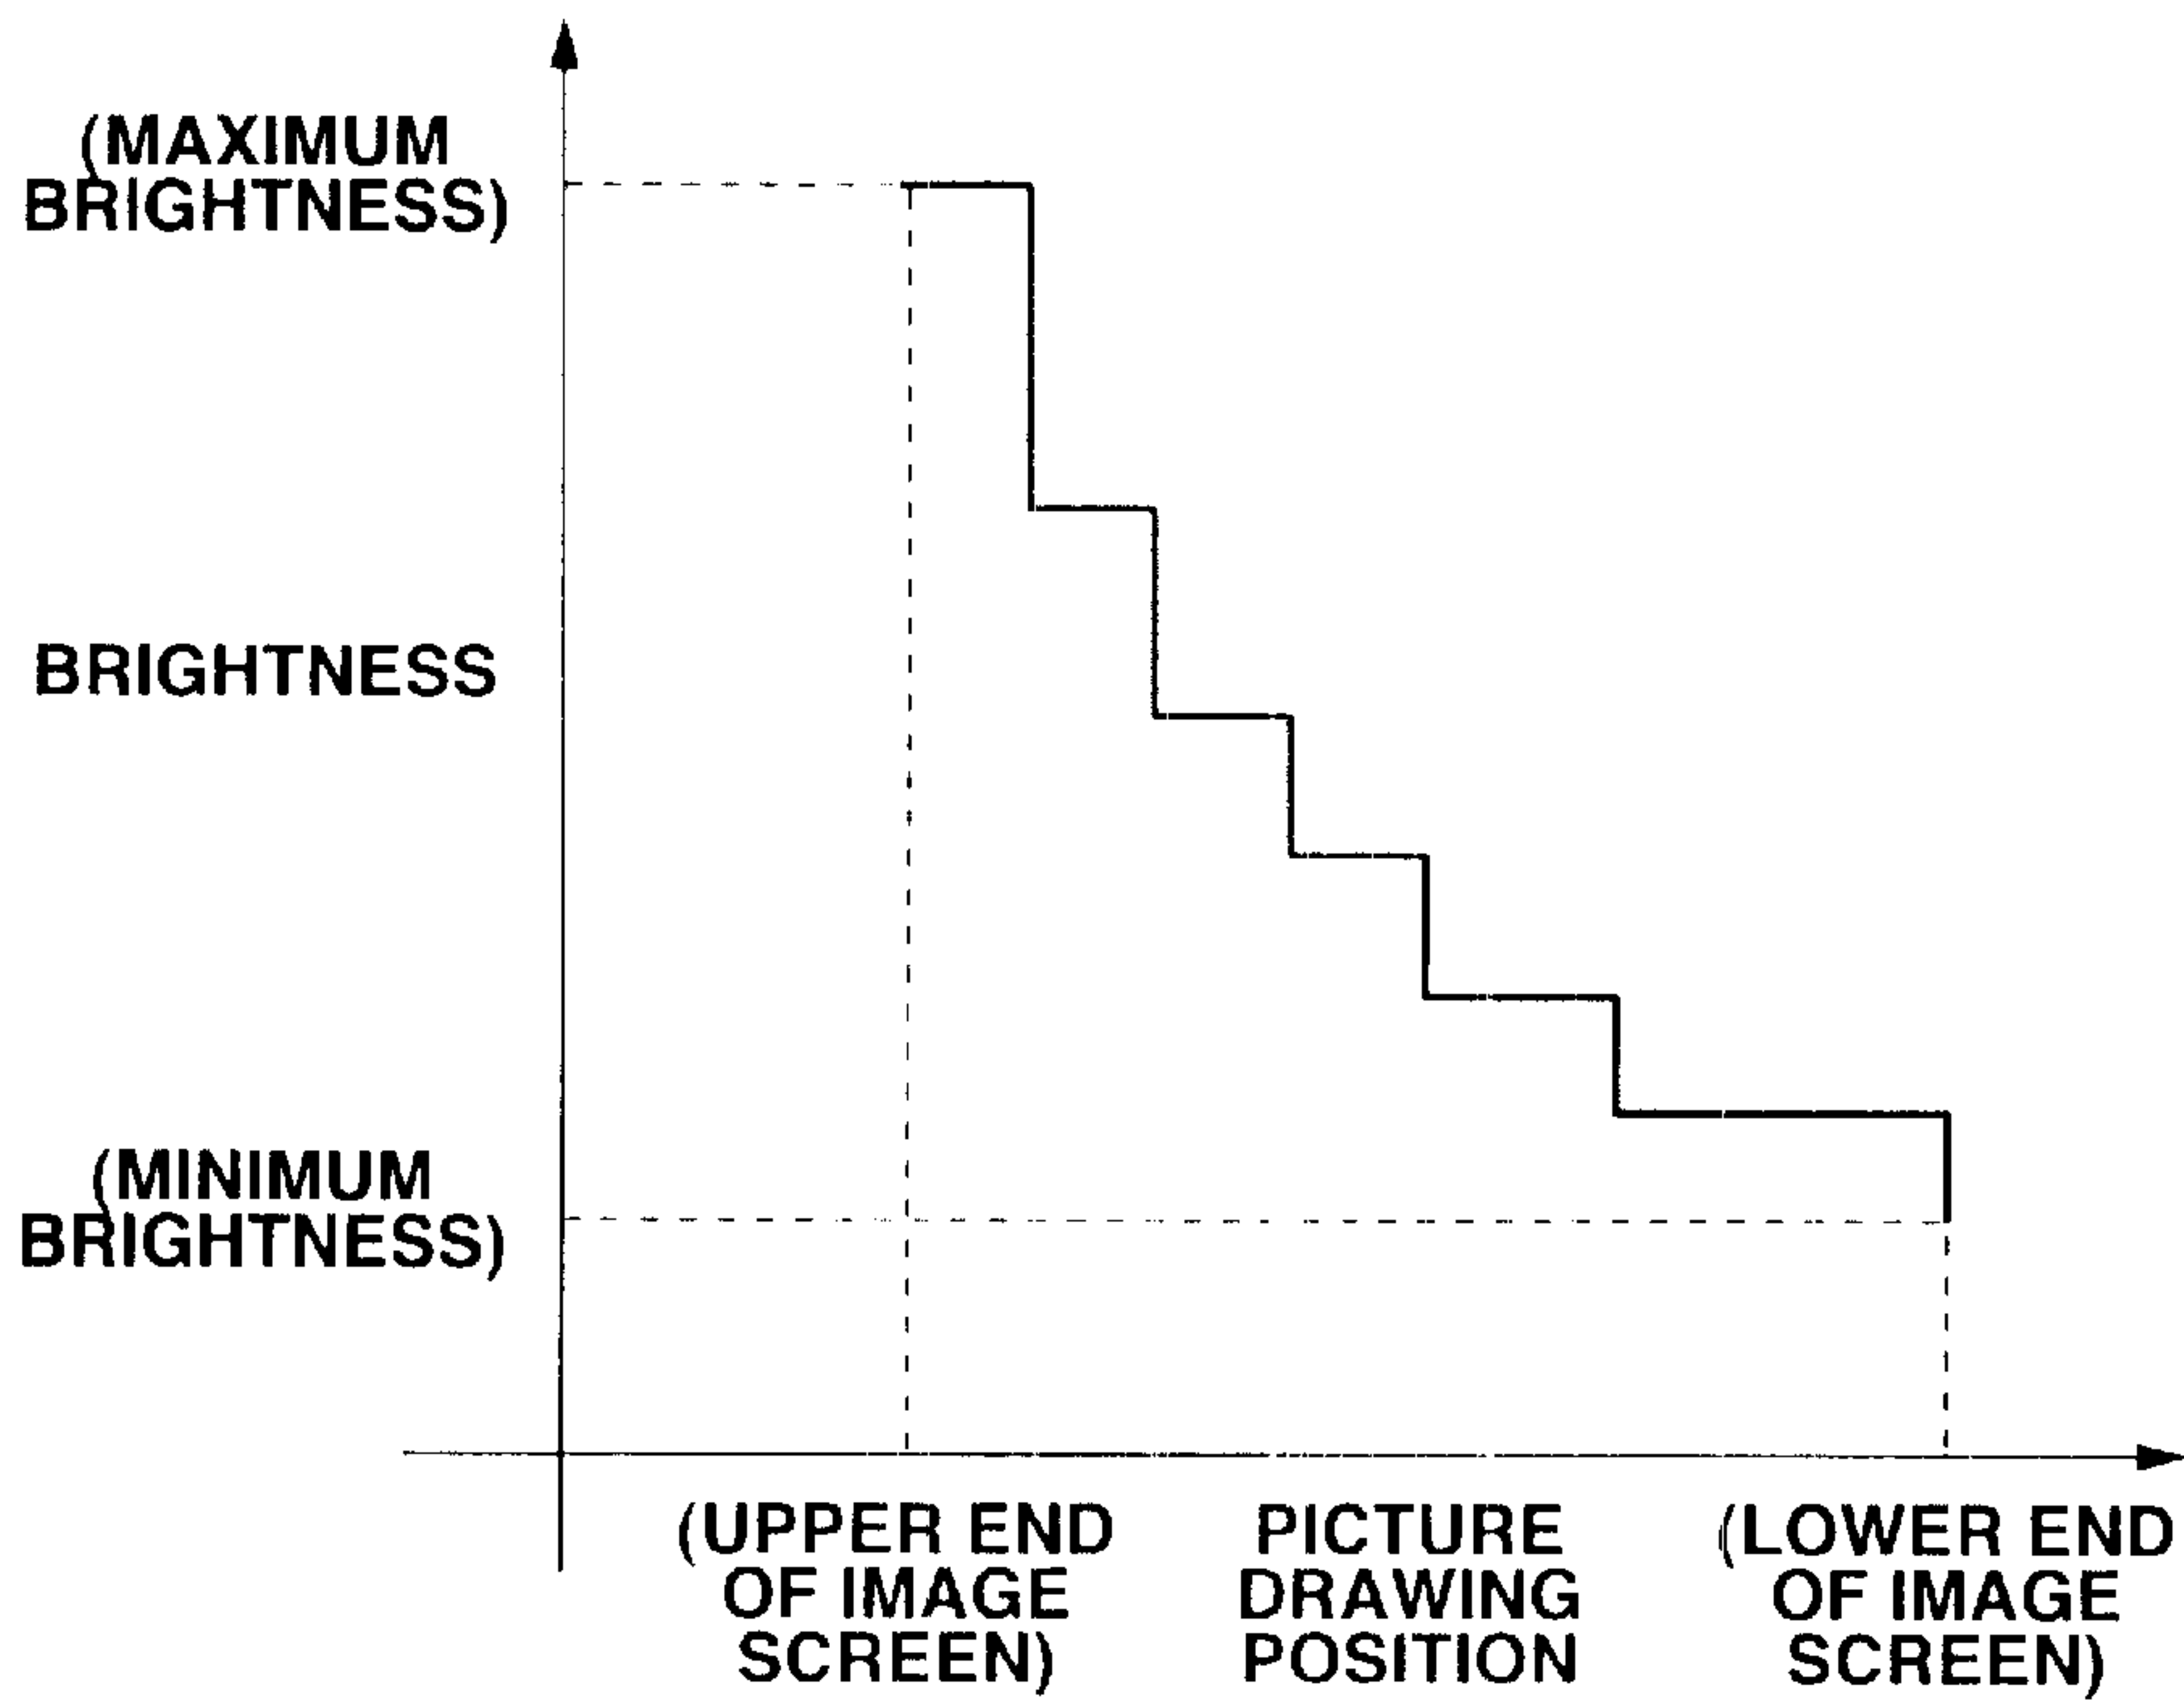 (MAXIMUM
BRIGHTNESS)
BRIGHTNESS
(MINIMUM
BRIGHTNESS)
(UPPER END
OF IMAGE
SCREEN)
PICTURE
DRAWING
POSITION
(LOWER END
OF IMAGE
SCREEN)